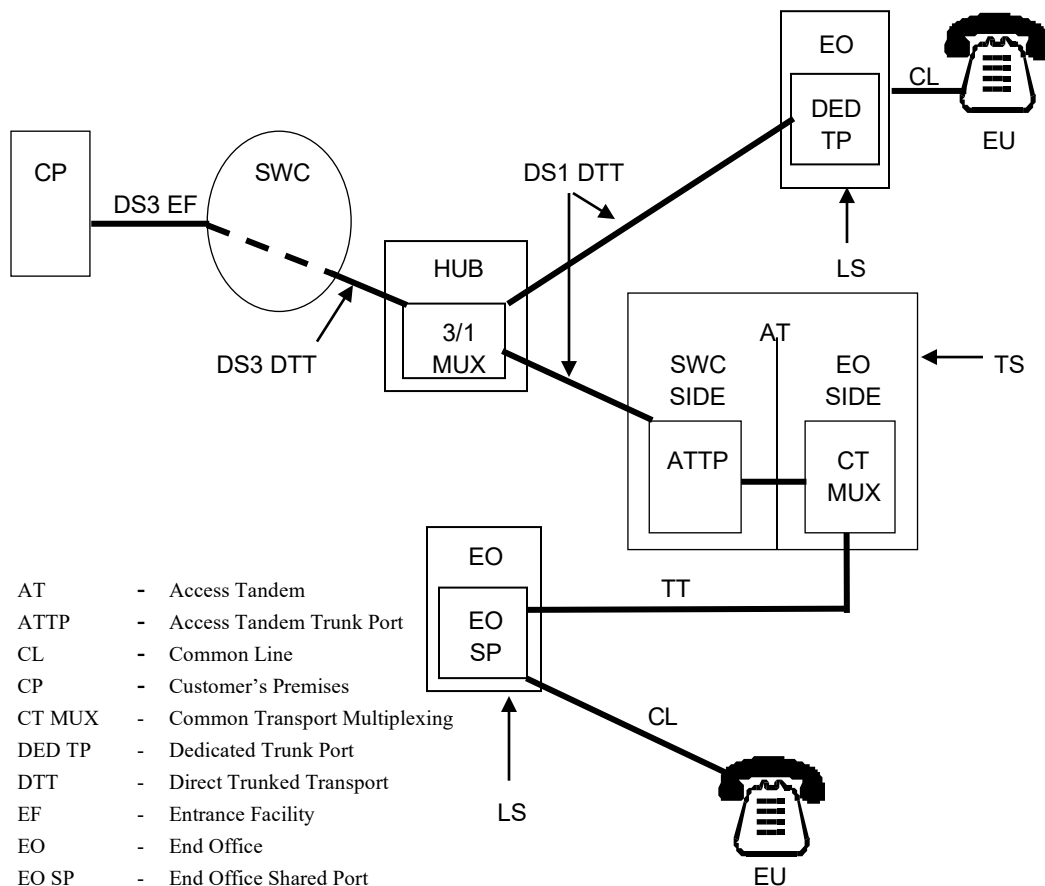 EO
CL
DED
TP
EU
CP
SWC
DS1 DTT
DS3 EF
LS
HUB
3/1
MUX
DS3 DTT
AT
SWC
SIDE
EO
SIDE
TS
ATTP
CT
MUX
EO
EO
SP
TT
CL
LS
EU
AT - Access Tandem
ATTP - Access Tandem Trunk Port
CL - Common Line
CP - Customer’s Premises
CT MUX - Common Transport Multiplexing
DED TP - Dedicated Trunk Port
DTT - Direct Trunked Transport
EF - Entrance Facility
EO - End Office
EO SP - End Office Shared Port